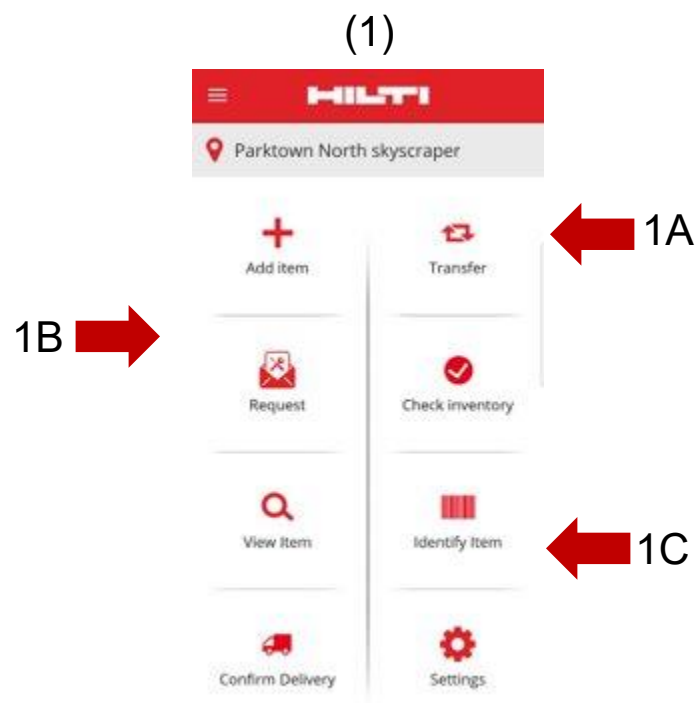 (1)
HILTI
Parktown North skyscraper
Add item
Transfer
1A
1B
Request
Check inventory
View Item
Identify Item
1C
Confirm Delivery
Settings